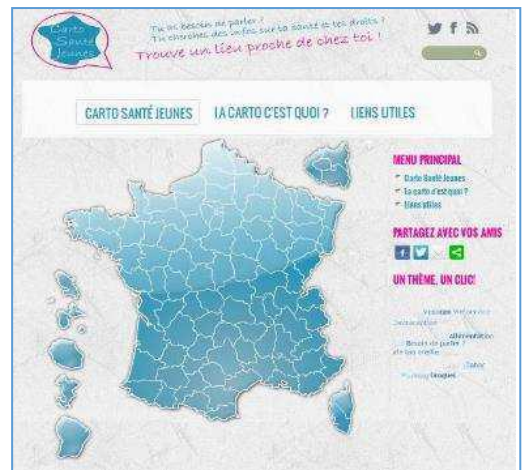 Carto
Santé
Jeunes
Tu as besoin de parler ?
Tu cherches des infos sur ta santé et tes droits ?
Trouve un lieu proche de chez toi !
CARTO SANTÉ JEUNES
LA CARTO C'EST QUOI ?
LIENS UTILES
MENU PRINCIPAL
Carto Santé Jeunes
La carto c'est quoi ?
Liens utiles
PARTAGEZ AVEC VOS AMIS
UN THÈME, UN CLIC!
Contraception
alimentation
Besoin de parler ?
Tabac
Drogues